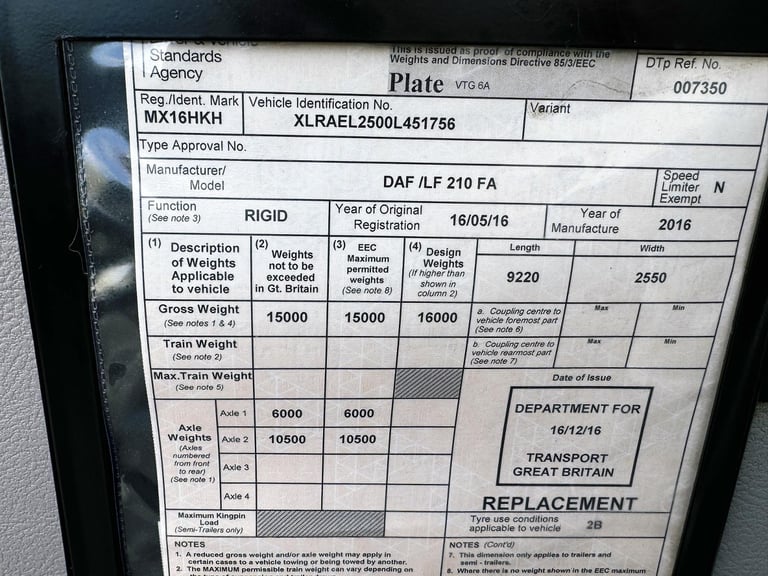 Standards
Agency
This is issued as proof of compliance with the
Weights and Dimensions Directive 85/3/EEC
Plate VTG 6A
DTp Ref. No.
007350
Reg./Ident. Mark
MX16HKH
Vehicle Identification No.
XLRAEL2500L451756
Variant
Type Approval No.
Manufacturer/
Model
DAF /LF 210 FA
Speed
Limiter
Exempt N
Function
(See note 3)
RIGID
Year of Original
Registration
16/05/16
Year of
Manufacture
2016
(1) Description
of Weights
Applicable
to vehicle
(2) Weights
not to be
exceeded
in Gt. Britain
(3) EEC
Maximum
permitted
weights
(See note 8)
(4) Design
Weights
(If higher than
shown in
column 2)
Length
9220
Width
2550
Gross Weight
(See notes 1 & 4)
15000
15000
16000
a. Coupling centre to
vehicle foremost part
(See note 6)
Max
Min
Train Weight
(See note 2)
b. Coupling centre to
vehicle rearmost part
(See note 7)
Max
Min
Max.Train Weight
(See note 5)
Date of Issue
Axle
Weights
(Axles
numbered
from front
to rear)
(See note 1)
Axle 1
6000
6000
Axle 2
10500
10500
Axle 3
Axle 4
DEPARTMENT FOR
16/12/16
TRANSPORT
GREAT BRITAIN
REPLACEMENT
Maximum Kingpin
Load
(Semi-Trailers only)
Tyre use conditions
applicable to vehicle
2B
NOTES
1. A reduced gross weight and/or axle weight may apply in
certain cases to a vehicle towing or being towed by another.
2. The MAXIMUM permissible train weight can vary depending on
NOTES (Cont'd)
7. This dimension only applies to trailers and
semi - trailers.
8. Where there is no weight shown in the EEC maximum